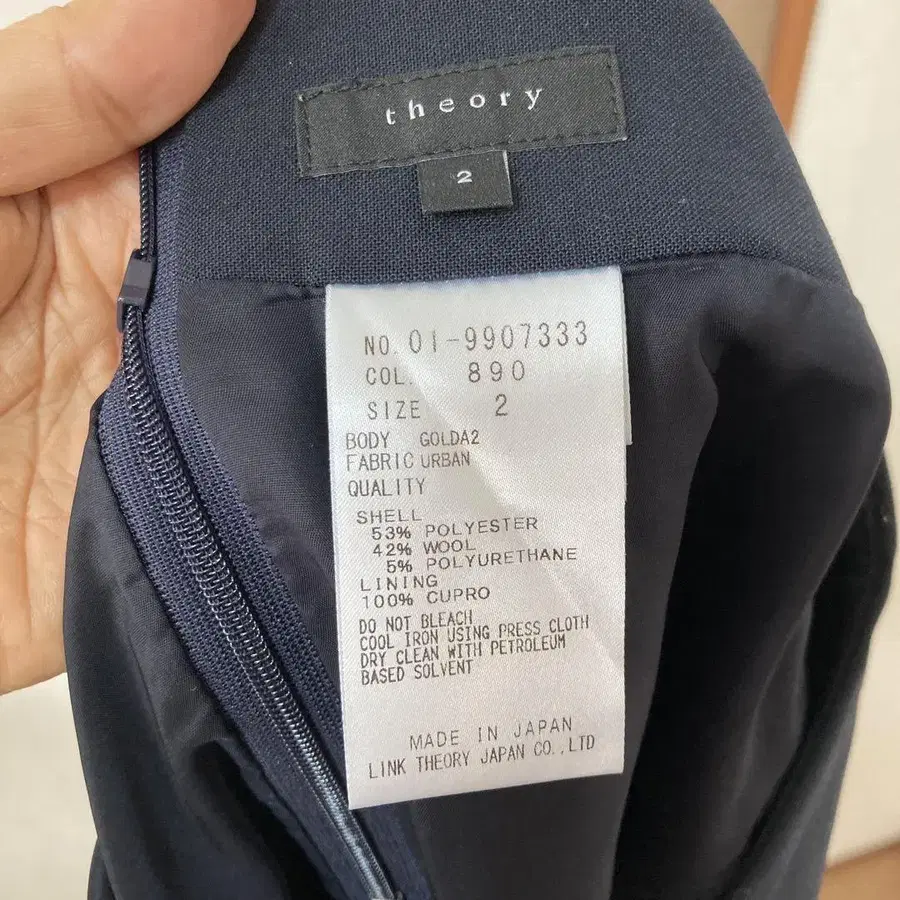 theory
2
NO. 01-9907333
COL. 890
SIZE 2
BODY GOLDA2
FABRIC URBAN
QUALITY
SHELL
53% POLYESTER
42% WOOL
5% POLYURETHANE
LINING
100% CUPRO
DO NOT BLEACH
COOL IRON USING PRESS CLOTH
DRY CLEAN WITH PETROLEUM
BASED SOLVENT
MADE IN JAPAN
LINK THEORY JAPAN CO.,LTD